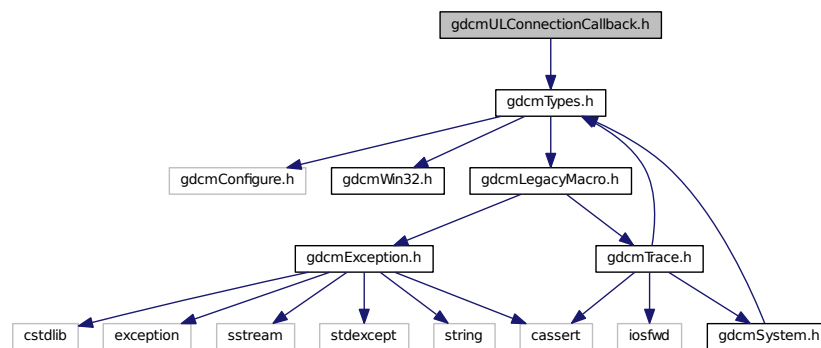 gdcmULConnectionCallback.h
gdcmTypes.h
gdcmConfigure.h
gdcmWin32.h
gdcmLegacyMacro.h
gdcmException.h
gdcmTrace.h
cstdlib
exception
sstream
stdexcept
string
cassert
iosfwd
gdcmSystem.h